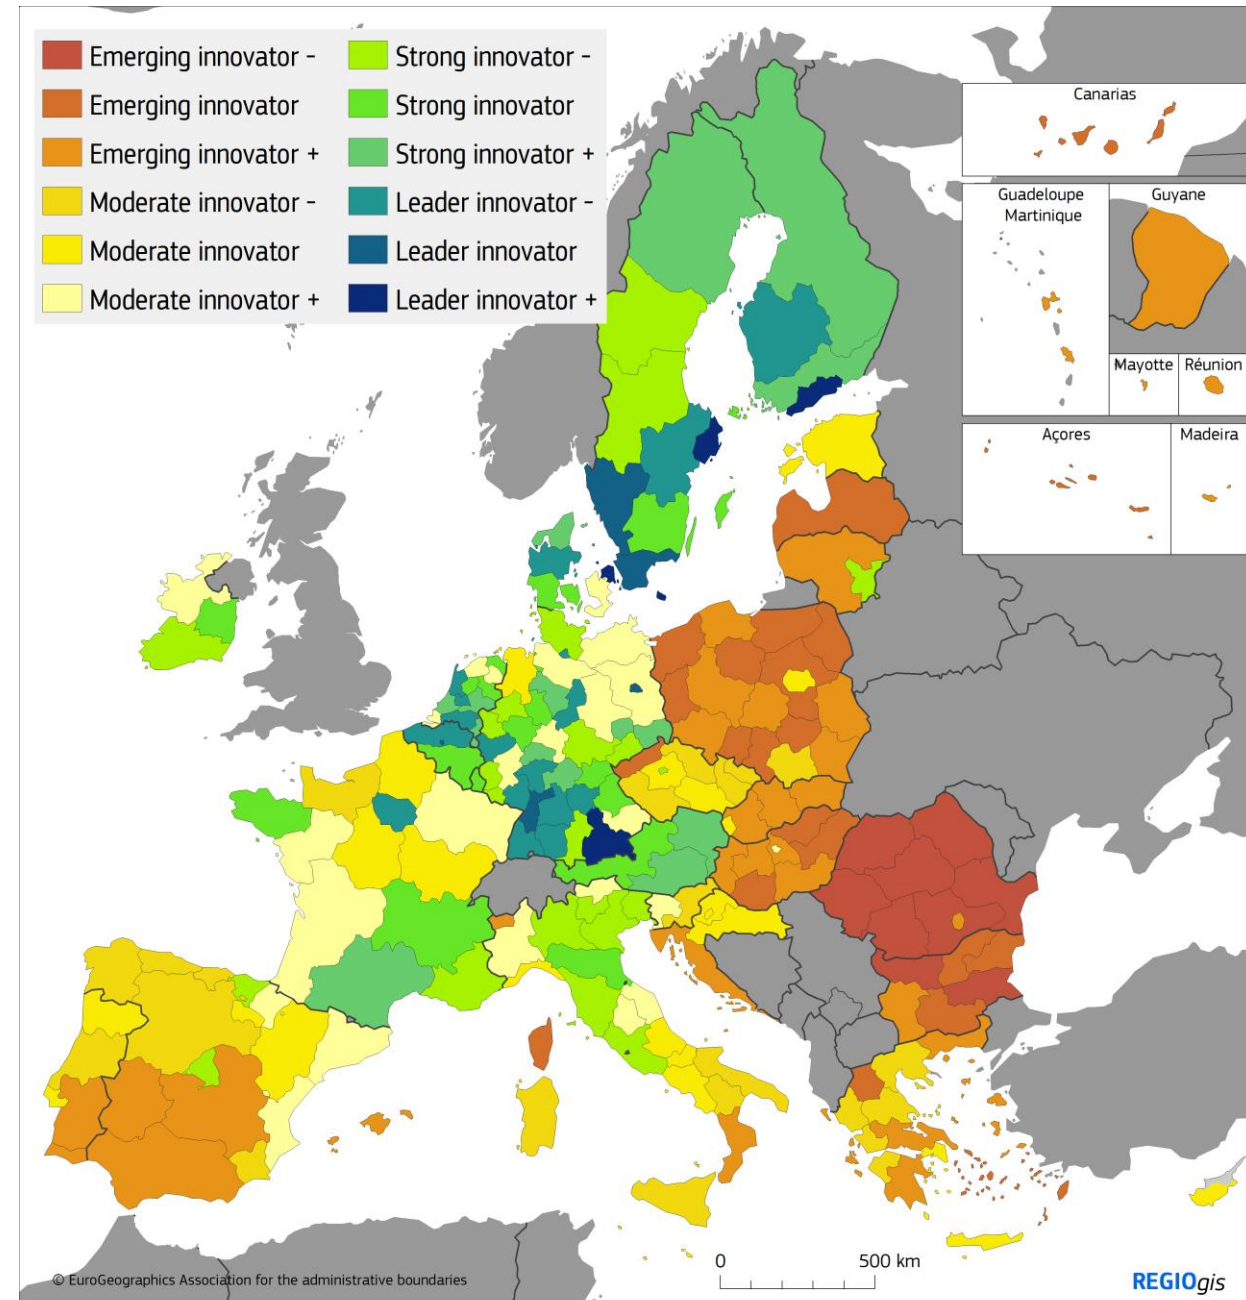 Emerging innovator -
Emerging innovator
Emerging innovator +
Moderate innovator -
Moderate innovator
Moderate innovator +
Strong innovator -
Strong innovator
Strong innovator +
Leader innovator -
Leader innovator
Leader innovator +
Canarias
Guadeloupe
Martinique
Guyane
Mayotte
Réunion
Açores
Madeira
0
500 km
© EuroGeographics Association for the administrative boundaries
REGIOgis